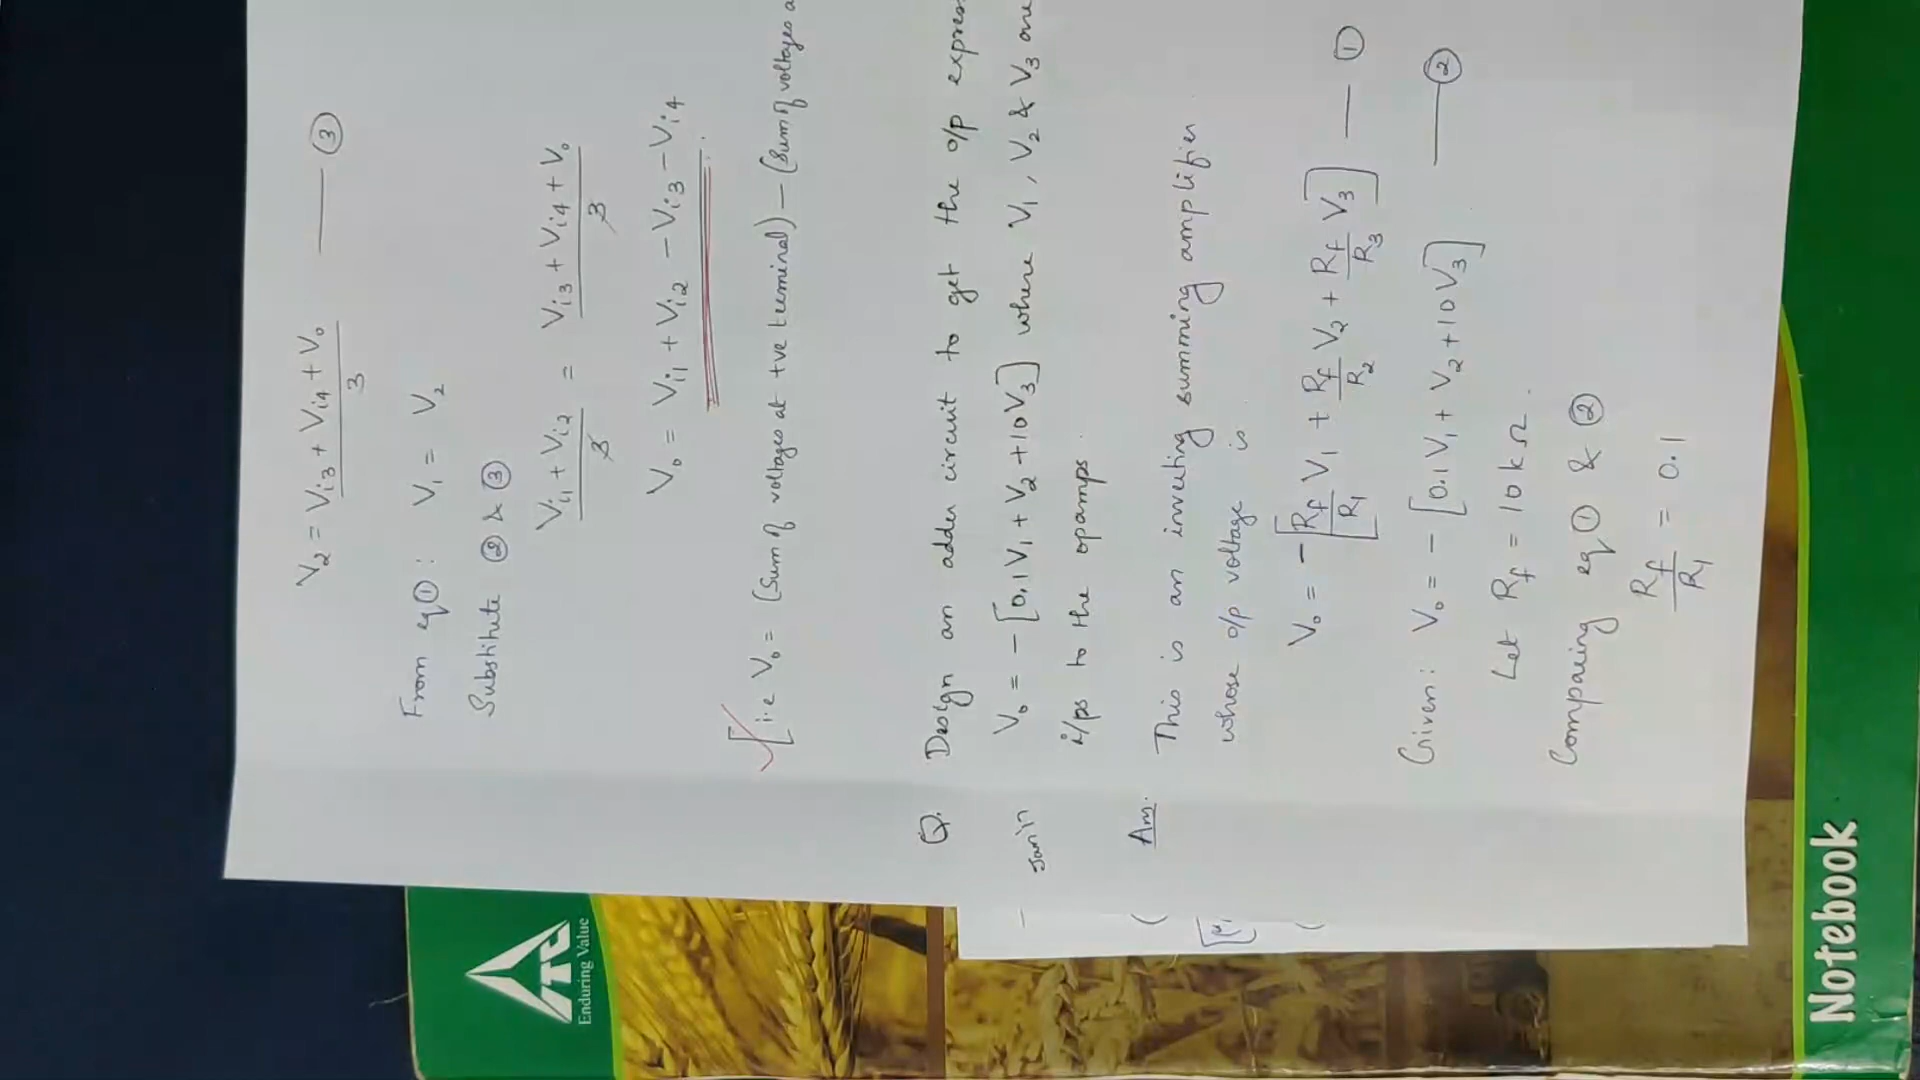 V₂ = Vi3 + Vi4 + V₀ / 3 —— ③
From eq①: V₁ = V₂
Substitute ② & ③
Vi1 + Vi2 / 3 = Vi3 + Vi4 + V₀ / 3
V₀ = Vi1 + Vi2 - Vi3 - Vi4
[i.e V₀ = (Sum of voltages at +ve terminal) - (Sum of voltages a
Q. Design an adder circuit to get the o/p expres
V₀ = -[0.1V₁ + V₂ + 10V₃] where V₁, V₂ & V₃ are
i/ps to the opamps.
Ans. This is an inverting summing amplifier
whose o/p voltage is
V₀ = -[Rf/R₁ V₁ + Rf/R₂ V₂ + Rf/R₃ V₃] — ①
Given: V₀ = -[0.1V₁ + V₂ + 10V₃] —— ②
Let Rf = 10kΩ.
Comparing eq① & ②
Rf/R₁ = 0.1
ITC
Enduring Value
Notebook